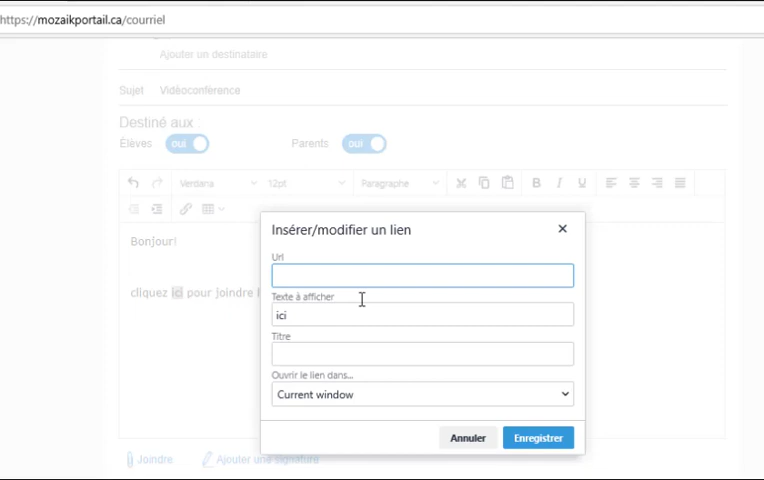 https://mozaikportail.ca/courriel
Ajouter un destinataire
Sujet Vidéoconférence
Destiné aux :
Élèves oui Parents oui
Verdana 12pt Paragraphe B I U
Bonjour!
Insérer/modifier un lien
Url
cliquez ici pour joindre l
Texte à afficher
ici
Titre
Ouvrir le lien dans...
Current window
Annuler Enregistrer
Joindre Ajouter une signature